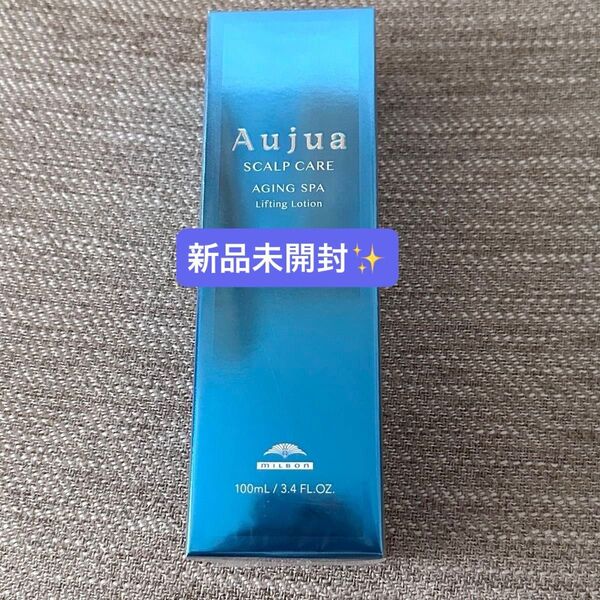 Aujua
SCALP CARE
AGING SPA
Lifting Lotion
新品未開封✨
MILBON
100mL / 3.4 FL.OZ.